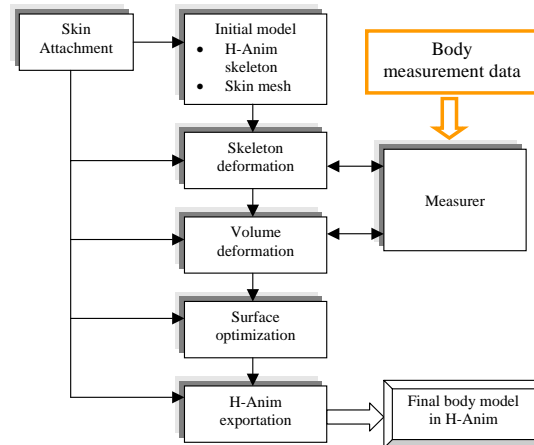 Skin
Attachment
Initial model
• H-Anim
skeleton
• Skin mesh
Body
measurement data
Skeleton
deformation
Measurer
Volume
deformation
Surface
optimization
H-Anim
exportation
Final body model
in H-Anim